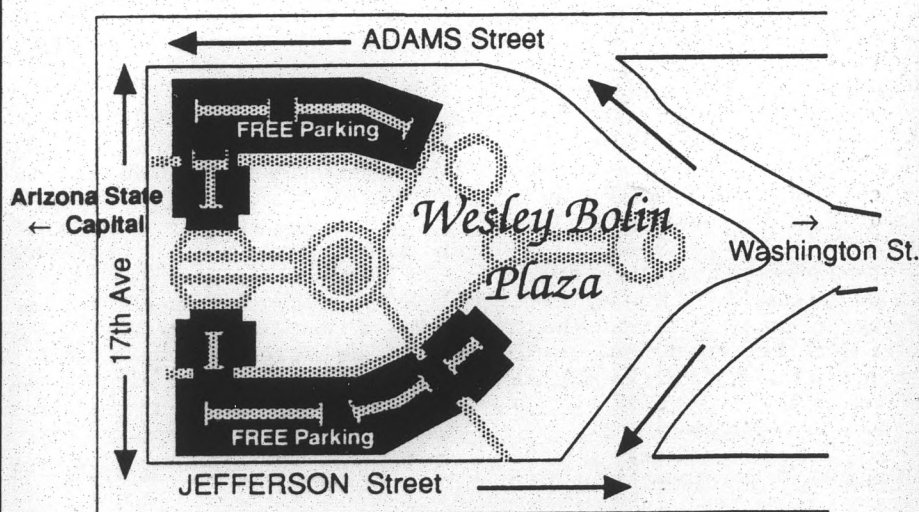 ADAMS Street
FREE Parking
Arizona State
← Capital
Wesley Bolin
Plaza
→
Washington St.
17th Ave
FREE Parking
JEFFERSON Street